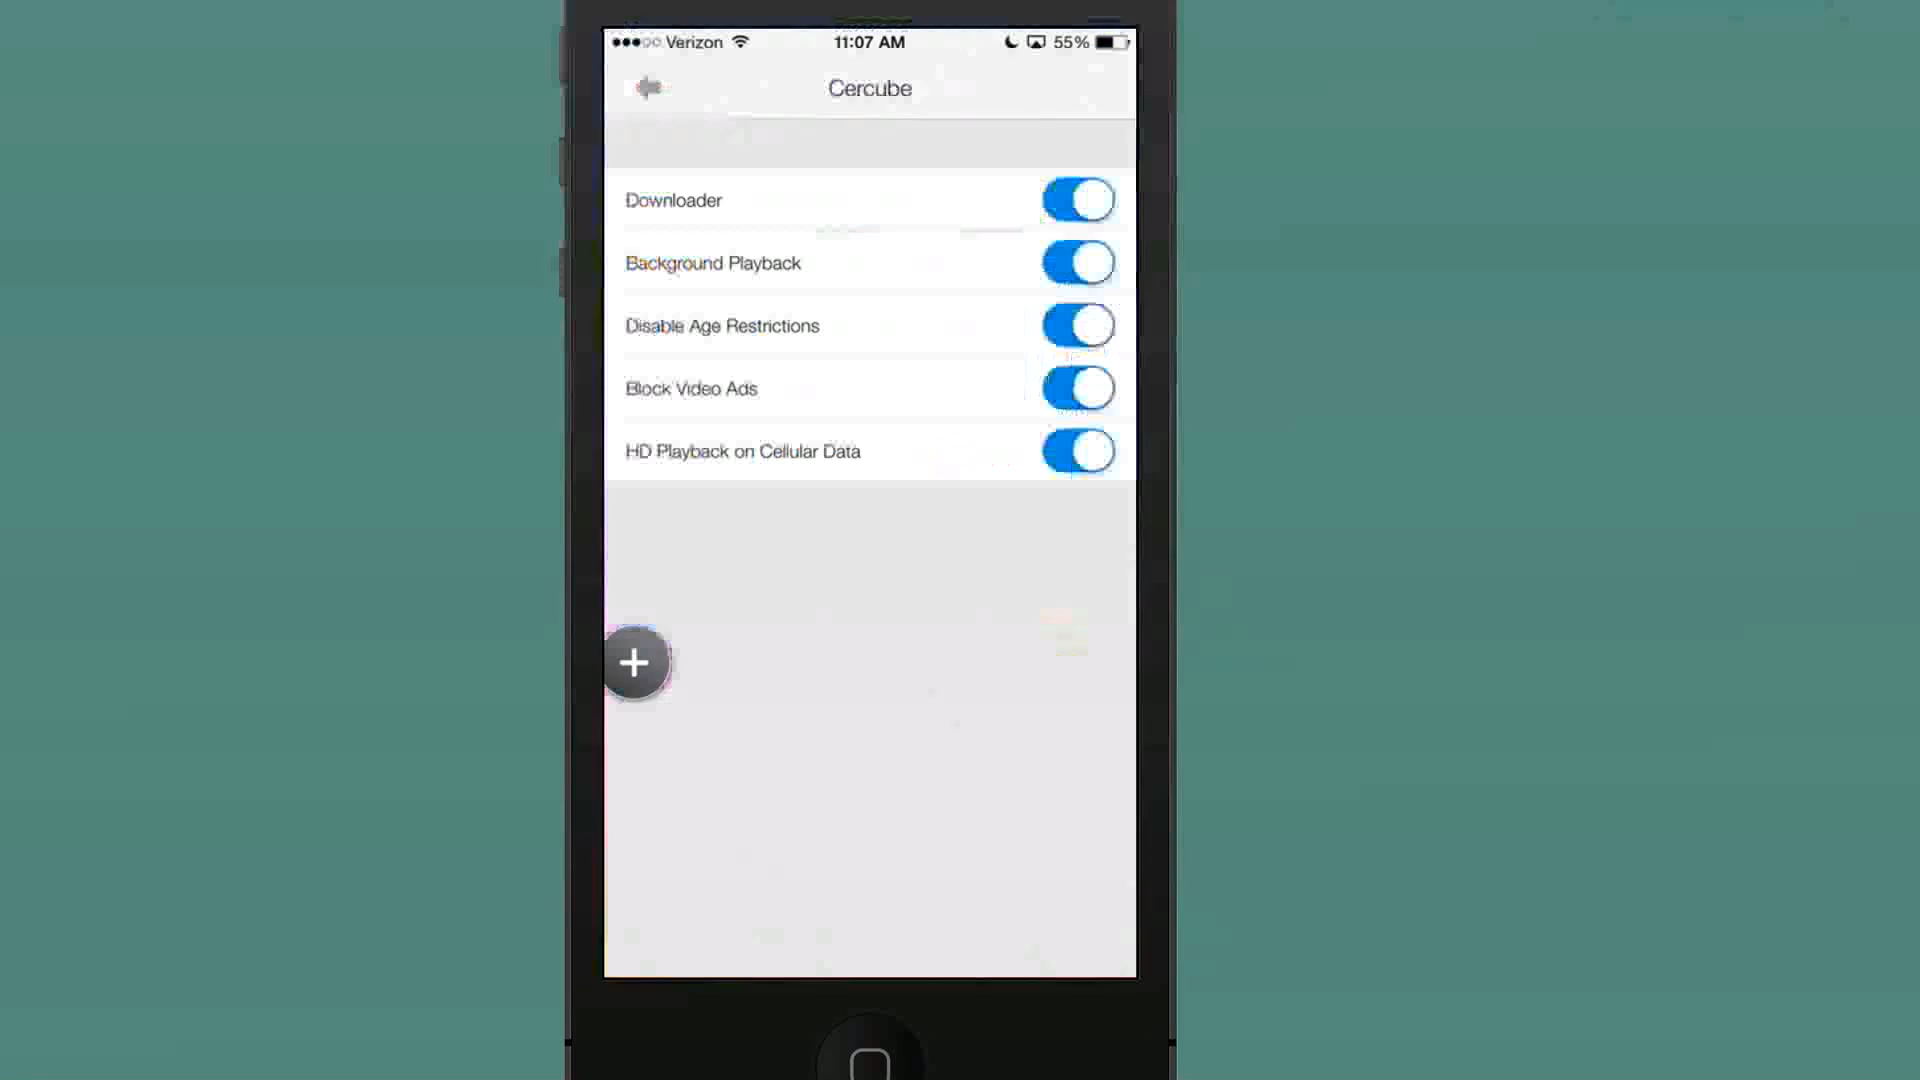 Verizon 11:07 AM 55%
Cercube
Downloader
Background Playback
Disable Age Restrictions
Block Video Ads
HD Playback on Cellular Data